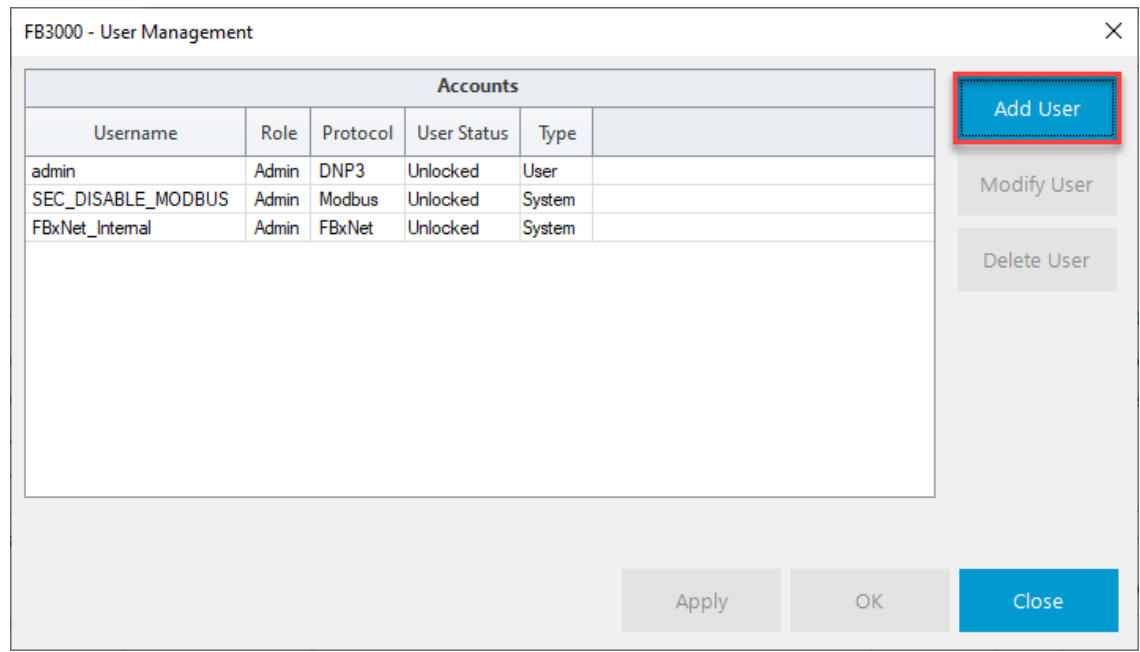 FB3000 - User Management
Accounts
Username Role Protocol User Status Type
admin Admin DNP3 Unlocked User
SEC_DISABLE_MODBUS Admin Modbus Unlocked System
FBxNet_Internal Admin FBxNet Unlocked System
Add User
Modify User
Delete User
Apply OK Close